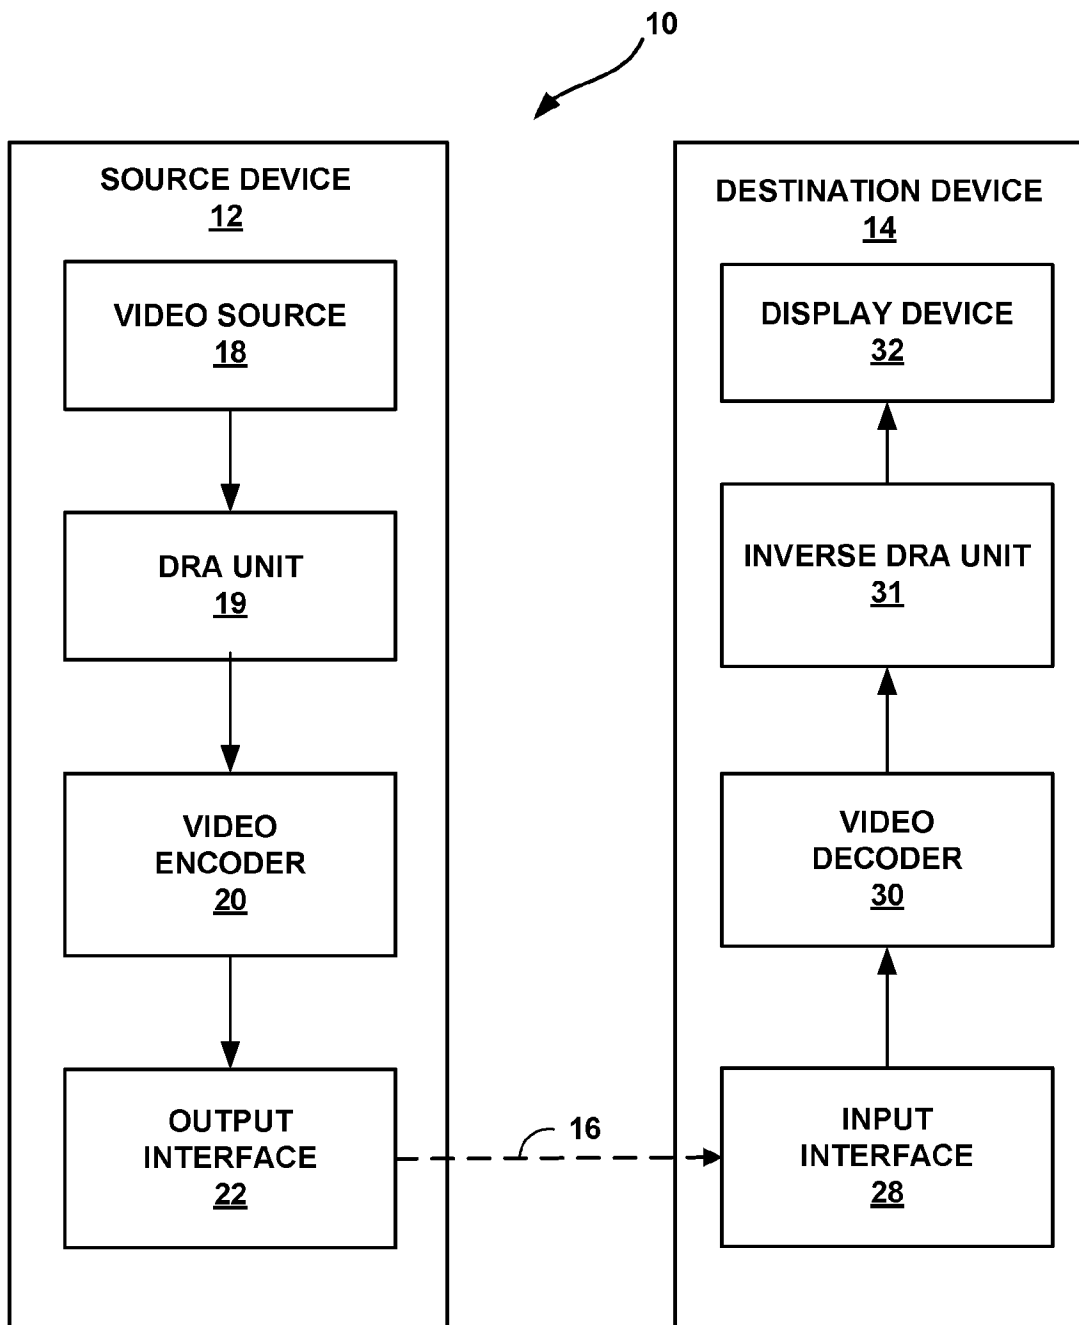 10
SOURCE DEVICE
12
VIDEO SOURCE
18
DRA UNIT
19
VIDEO
ENCODER
20
OUTPUT
INTERFACE
22
16
DESTINATION DEVICE
14
DISPLAY DEVICE
32
INVERSE DRA UNIT
31
VIDEO
DECODER
30
INPUT
INTERFACE
28